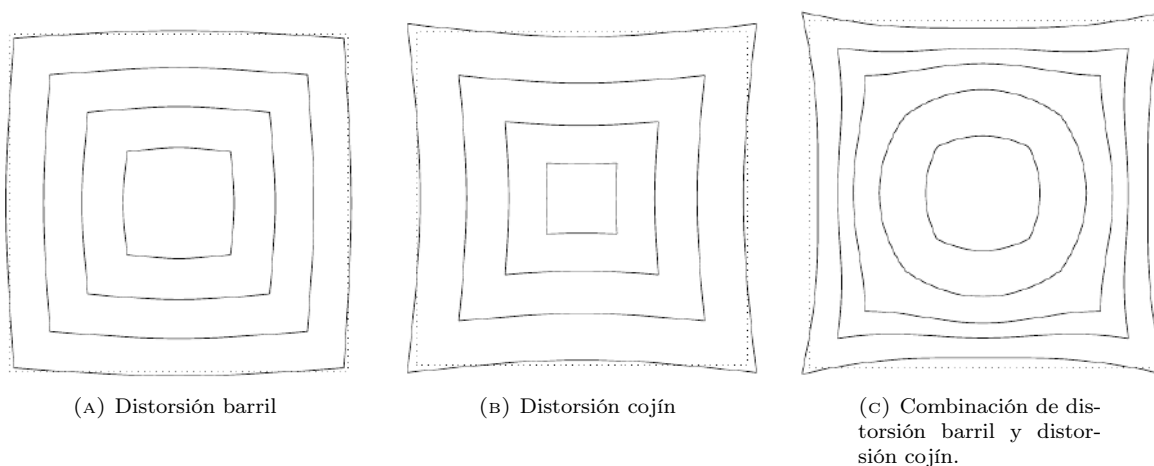 (A) Distorsión barril
(B) Distorsión cojín
(C) Combinación de dis-
torsión barril y distor-
sión cojín.